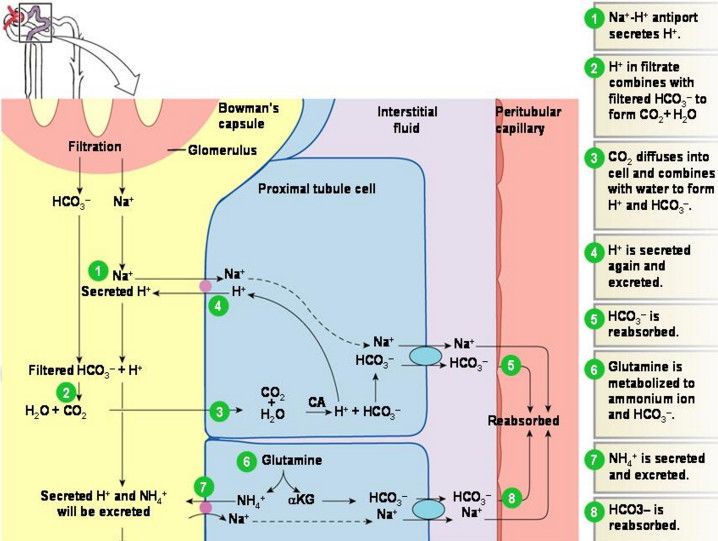 Bowman's
capsule
Interstitial
fluid
Peritubular
capillary
Filtration
Glomerulus
Proximal tubule cell
HCO₃⁻
Na⁺
1
Na⁺
Na⁺
Secreted H⁺
H⁺
4
Na⁺
Na⁺
HCO₃⁻
HCO₃⁻
5
Filtered HCO₃⁻ + H⁺
2
H₂O + CO₂
3
CO₂
+
H₂O
CA
H⁺ + HCO₃⁻
Reabsorbed
6
Glutamine
7
Secreted H⁺ and NH₄⁺
will be excreted
NH₄⁺
αKG
HCO₃⁻
HCO₃⁻
8
Na⁺
Na⁺
Na⁺
1 Na⁺-H⁺ antiport
secretes H⁺.
2 H⁺ in filtrate
combines with
filtered HCO₃⁻ to
form CO₂+ H₂O
3 CO₂ diffuses into
cell and combines
with water to form
H⁺ and HCO₃⁻.
4 H⁺ is secreted
again and
excreted.
5 HCO₃⁻ is
reabsorbed.
6 Glutamine is
metabolized to
ammonium ion
and HCO₃⁻.
7 NH₄⁺ is secreted
and excreted.
8 HCO3– is
reabsorbed.